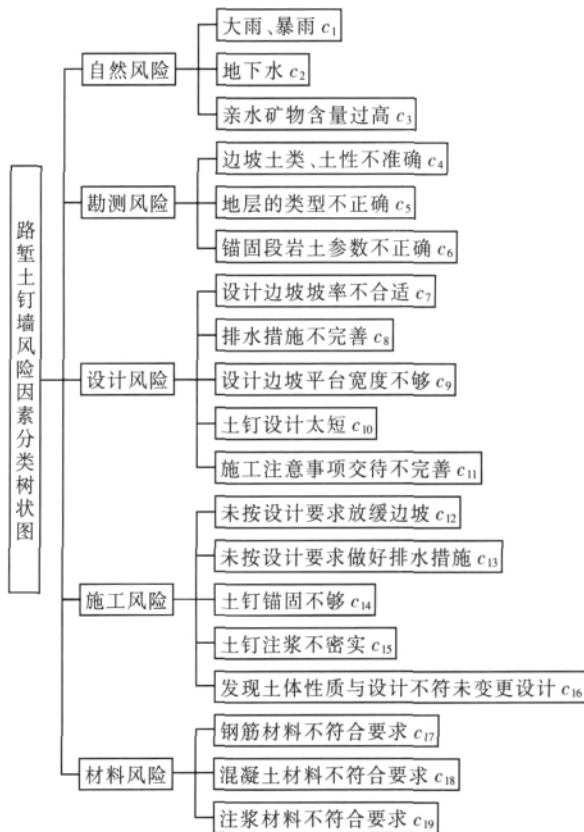 路堑土钉墙风险因素分类树状图
自然风险
大雨、暴雨 c₁
地下水 c₂
亲水矿物含量过高 c₃
勘测风险
边坡土类、土性不准确 c₄
地层的类型不正确 c₅
锚固段岩土参数不正确 c₆
设计风险
设计边坡坡率不合适 c₇
排水措施不完善 c₈
设计边坡平台宽度不够 c₉
土钉设计太短 c₁₀
施工注意事项交待不完善 c₁₁
施工风险
未按设计要求放缓边坡 c₁₂
未按设计要求做好排水措施 c₁₃
土钉锚固不够 c₁₄
土钉注浆不密实 c₁₅
发现土体性质与设计不符未变更设计 c₁₆
材料风险
钢筋材料不符合要求 c₁₇
混凝土材料不符合要求 c₁₈
注浆材料不符合要求 c₁₉